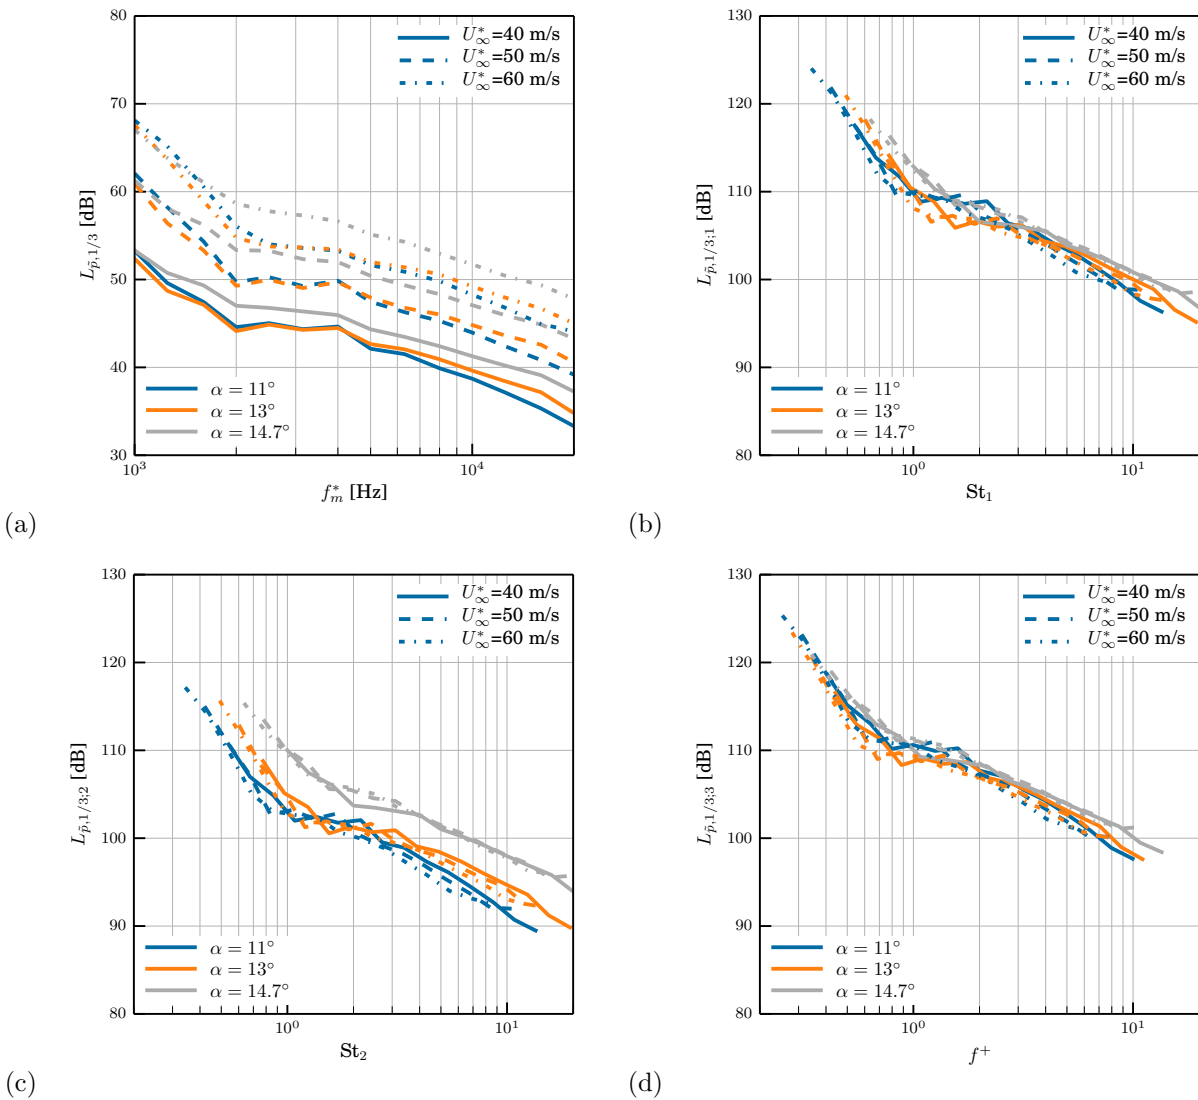 80
70
60
50
40
30
10³
10⁴
L_{p̃,1/3} [dB]
f*_m [Hz]
U*_∞=40 m/s
U*_∞=50 m/s
U*_∞=60 m/s
α = 11°
α = 13°
α = 14.7°
(a)
130
120
110
100
90
80
10⁰
10¹
L_{p̃,1/3;1} [dB]
St₁
U*_∞=40 m/s
U*_∞=50 m/s
U*_∞=60 m/s
α = 11°
α = 13°
α = 14.7°
(b)
130
120
110
100
90
80
10⁰
10¹
L_{p̃,1/3;2} [dB]
St₂
U*_∞=40 m/s
U*_∞=50 m/s
U*_∞=60 m/s
α = 11°
α = 13°
α = 14.7°
(c)
130
120
110
100
90
80
10⁰
10¹
L_{p̃,1/3;3} [dB]
f⁺
U*_∞=40 m/s
U*_∞=50 m/s
U*_∞=60 m/s
α = 11°
α = 13°
α = 14.7°
(d)